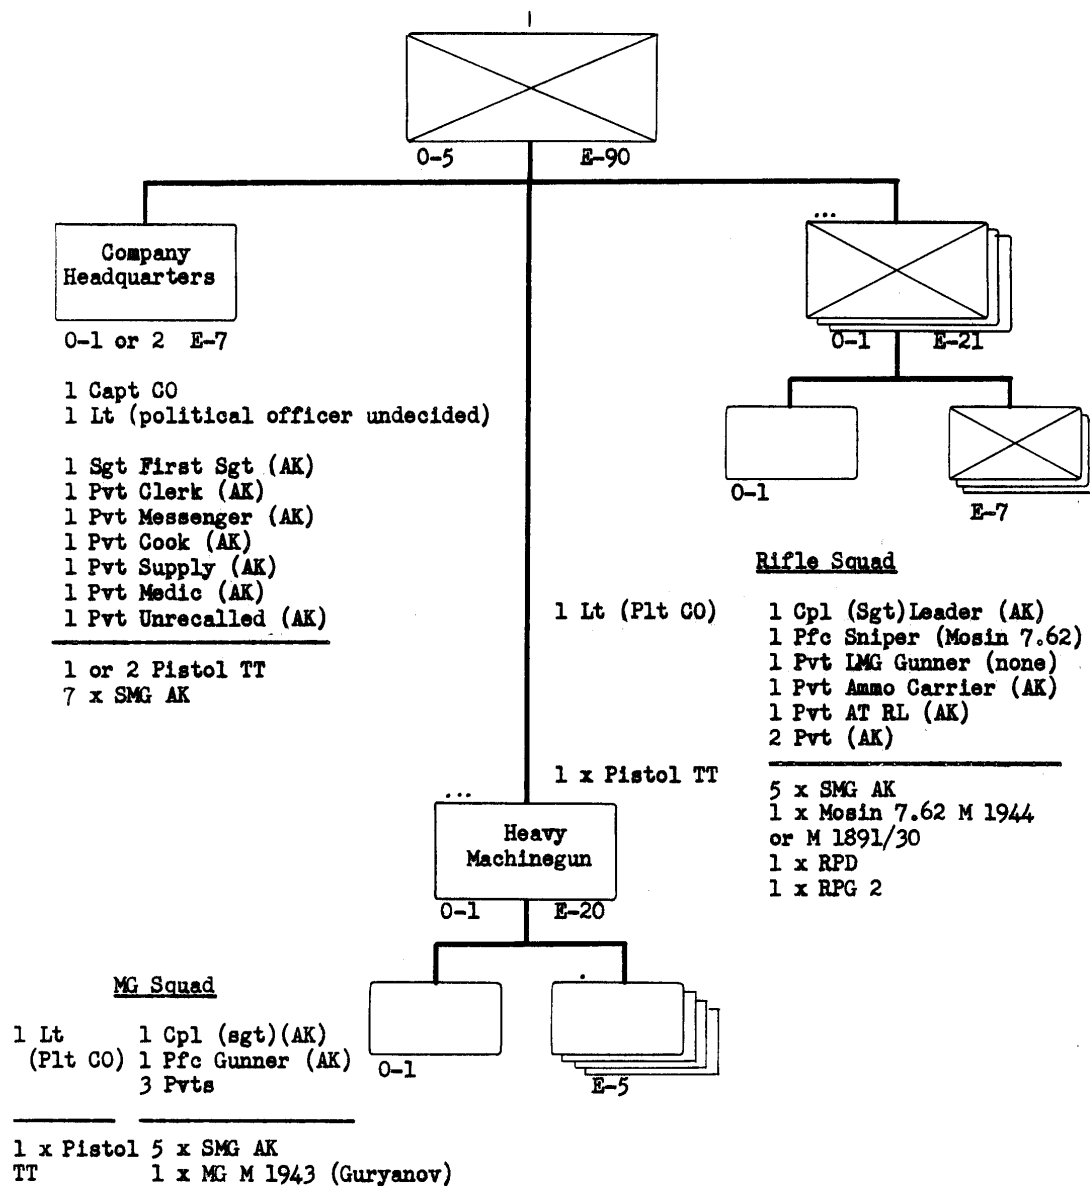 O-5 E-90
Company
Headquarters
O-1 or 2 E-7
1 Capt CO
1 Lt (political officer undecided)
1 Sgt First Sgt (AK)
1 Pvt Clerk (AK)
1 Pvt Messenger (AK)
1 Pvt Cook (AK)
1 Pvt Supply (AK)
1 Pvt Medic (AK)
1 Pvt Unrecalled (AK)
1 or 2 Pistol TT
7 x SMG AK
O-1 E-21
O-1
E-7
Rifle Squad
1 Lt (Plt CO)
1 Cpl (Sgt)Leader (AK)
1 Pfc Sniper (Mosin 7.62)
1 Pvt LMG Gunner (none)
1 Pvt Ammo Carrier (AK)
1 Pvt AT RL (AK)
2 Pvt (AK)
1 x Pistol TT
5 x SMG AK
1 x Mosin 7.62 M 1944
or M 1891/30
1 x RPD
1 x RPG 2
Heavy
Machinegun
O-1 E-20
O-1
E-5
MG Squad
1 Lt
(Plt CO)
1 Cpl (sgt)(AK)
1 Pfc Gunner (AK)
3 Pvts
1 x Pistol
TT
5 x SMG AK
1 x MG M 1943 (Guryanov)